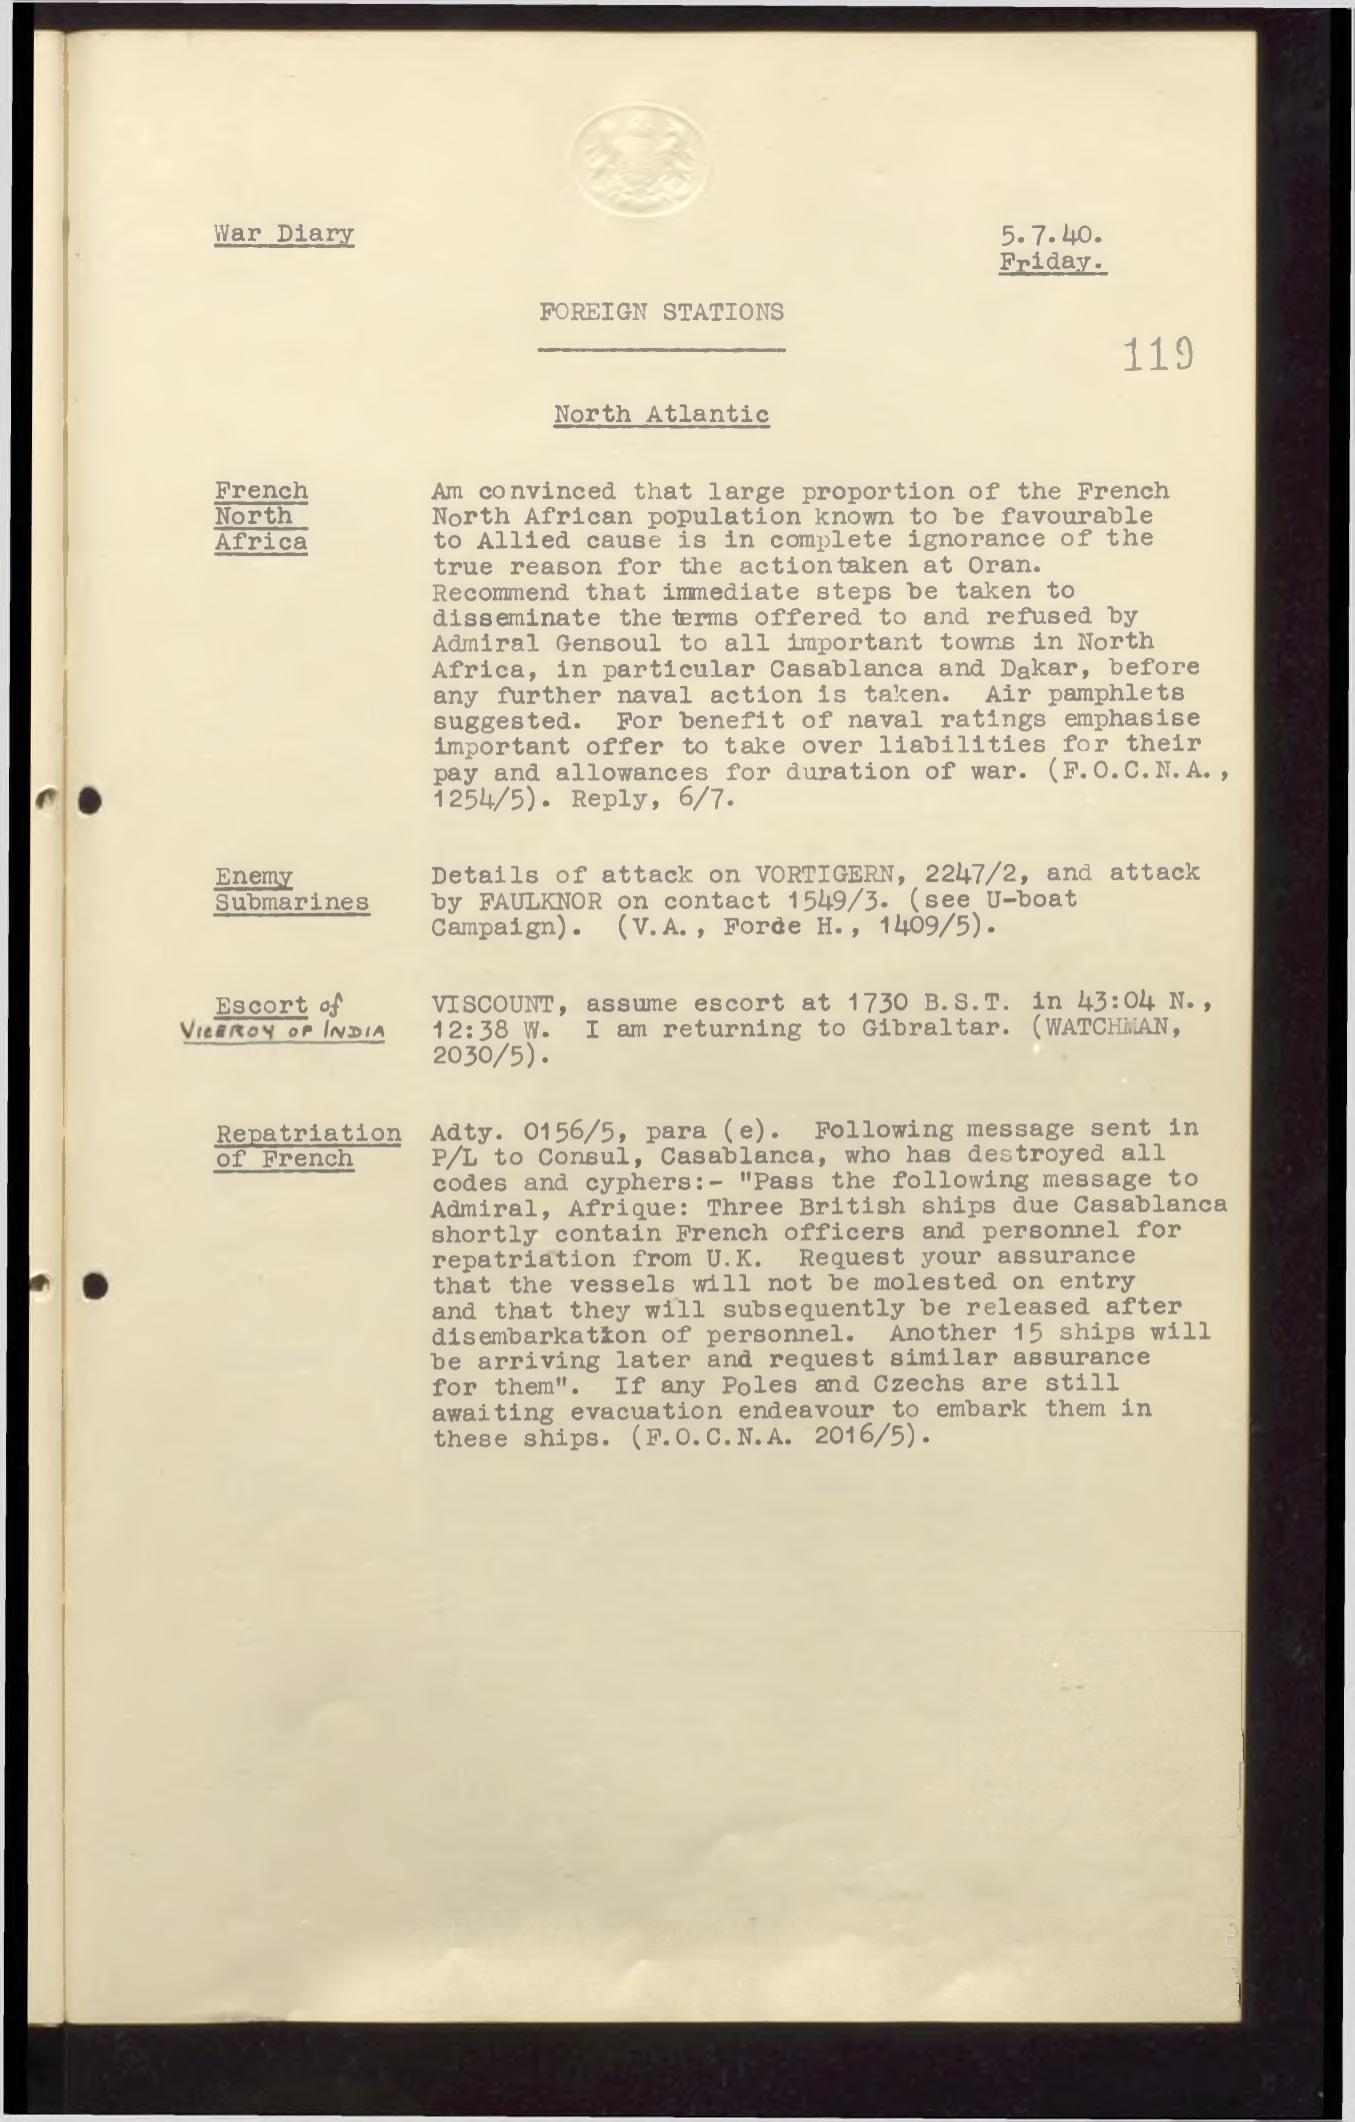 War Diary
5.7.40.
Friday.
FOREIGN STATIONS
119
North Atlantic
French
North
Africa
Am convinced that large proportion of the French
North African population known to be favourable
to Allied cause is in complete ignorance of the
true reason for the action taken at Oran.
Recommend that immediate steps be taken to
disseminate the terms offered to and refused by
Admiral Gensoul to all important towns in North
Africa, in particular Casablanca and Dakar, before
any further naval action is taken. Air pamphlets
suggested. For benefit of naval ratings emphasise
important offer to take over liabilities for their
pay and allowances for duration of war. (F.O.C.N.A.,
1254/5). Reply, 6/7.
Enemy
Submarines
Details of attack on VORTIGERN, 2247/2, and attack
by FAULKNOR on contact 1549/3. (see U-boat
Campaign). (V.A., Force H., 1409/5).
Escort of
VICEROY OF INDIA
VISCOUNT, assume escort at 1730 B.S.T. in 43:04 N.,
12:38 W. I am returning to Gibraltar. (WATCHMAN,
2030/5).
Repatriation
of French
Adty. 0156/5, para (e). Following message sent in
P/L to Consul, Casablanca, who has destroyed all
codes and cyphers:- "Pass the following message to
Admiral, Afrique: Three British ships due Casablanca
shortly contain French officers and personnel for
repatriation from U.K. Request your assurance
that the vessels will not be molested on entry
and that they will subsequently be released after
disembarkation of personnel. Another 15 ships will
be arriving later and request similar assurance
for them". If any Poles and Czechs are still
awaiting evacuation endeavour to embark them in
these ships. (F.O.C.N.A. 2016/5).